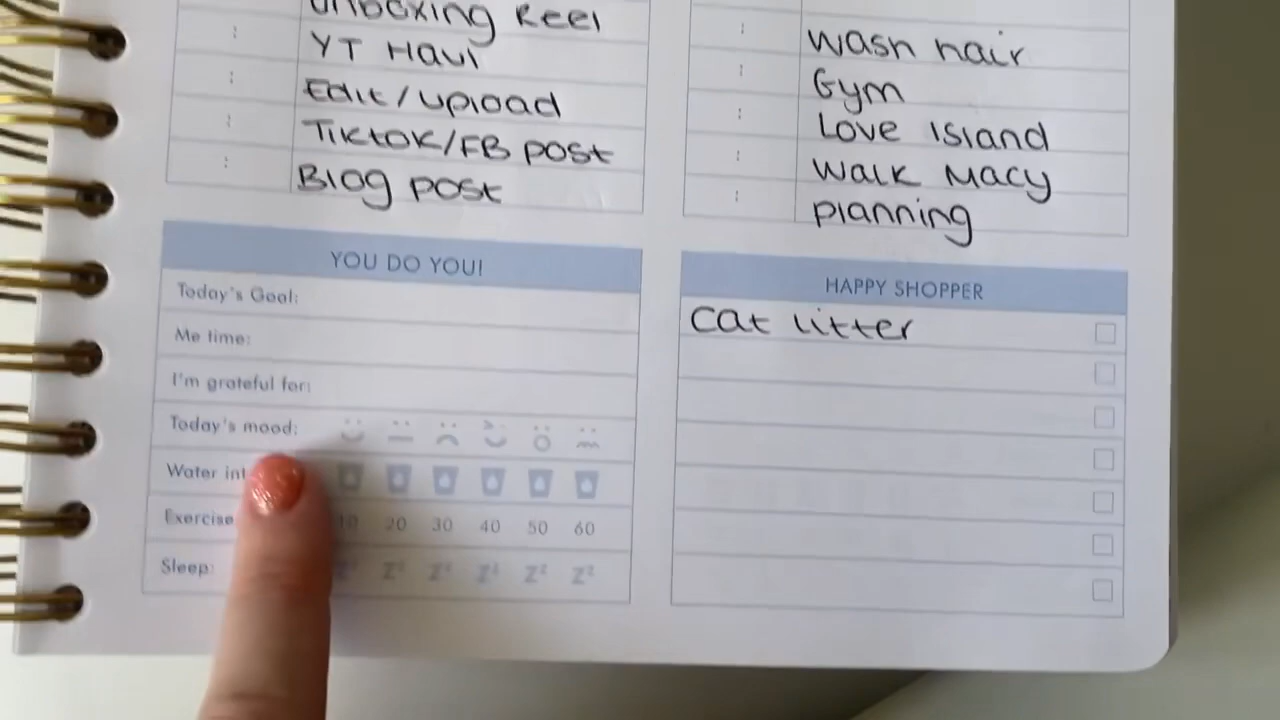 unboxing Reel
YT Haul
Edit/upload
Tiktok/FB post
Blog post
wash hair
Gym
Love Island
Walk Macy
planning
YOU DO YOU!
Today's Goal:
Me time:
I'm grateful for:
Today's mood:
Water int
Exercise
10 20 30 40 50 60
Sleep:
HAPPY SHOPPER
cat litter